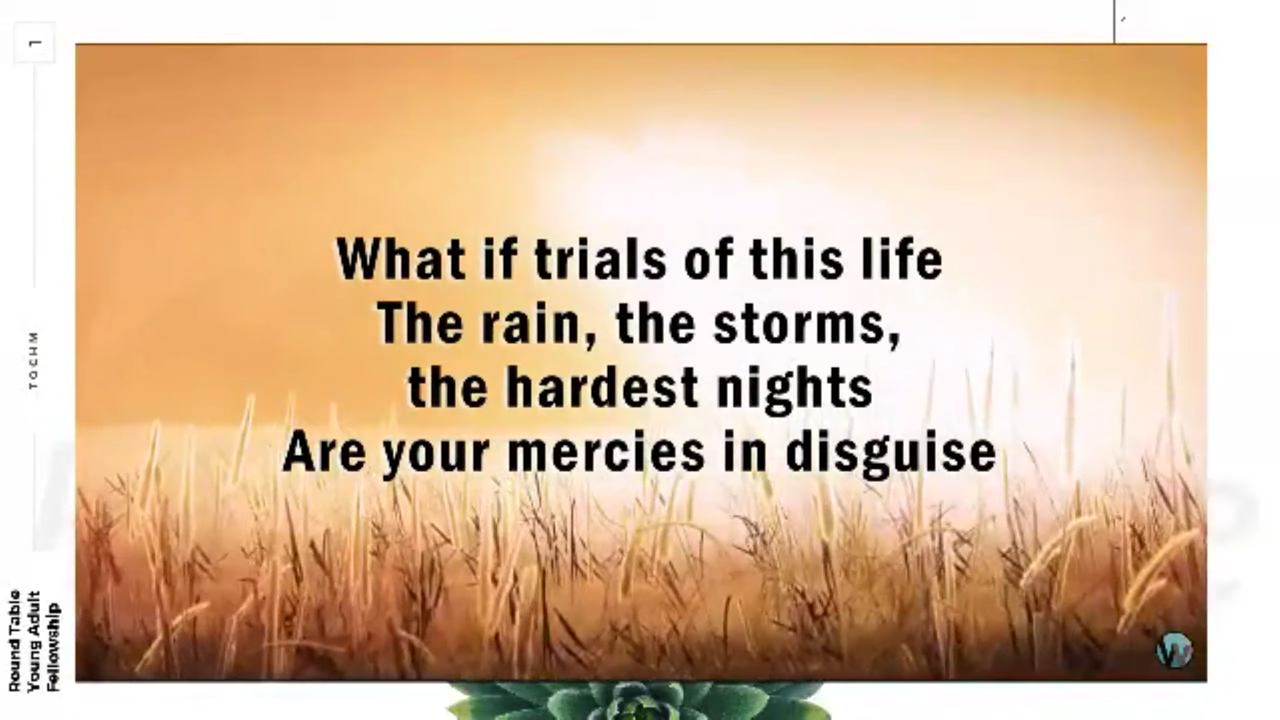 What if trials of this life
The rain, the storms,
the hardest nights
Are your mercies in disguise
TOCHM
Round Table
Young Adult
Fellowship